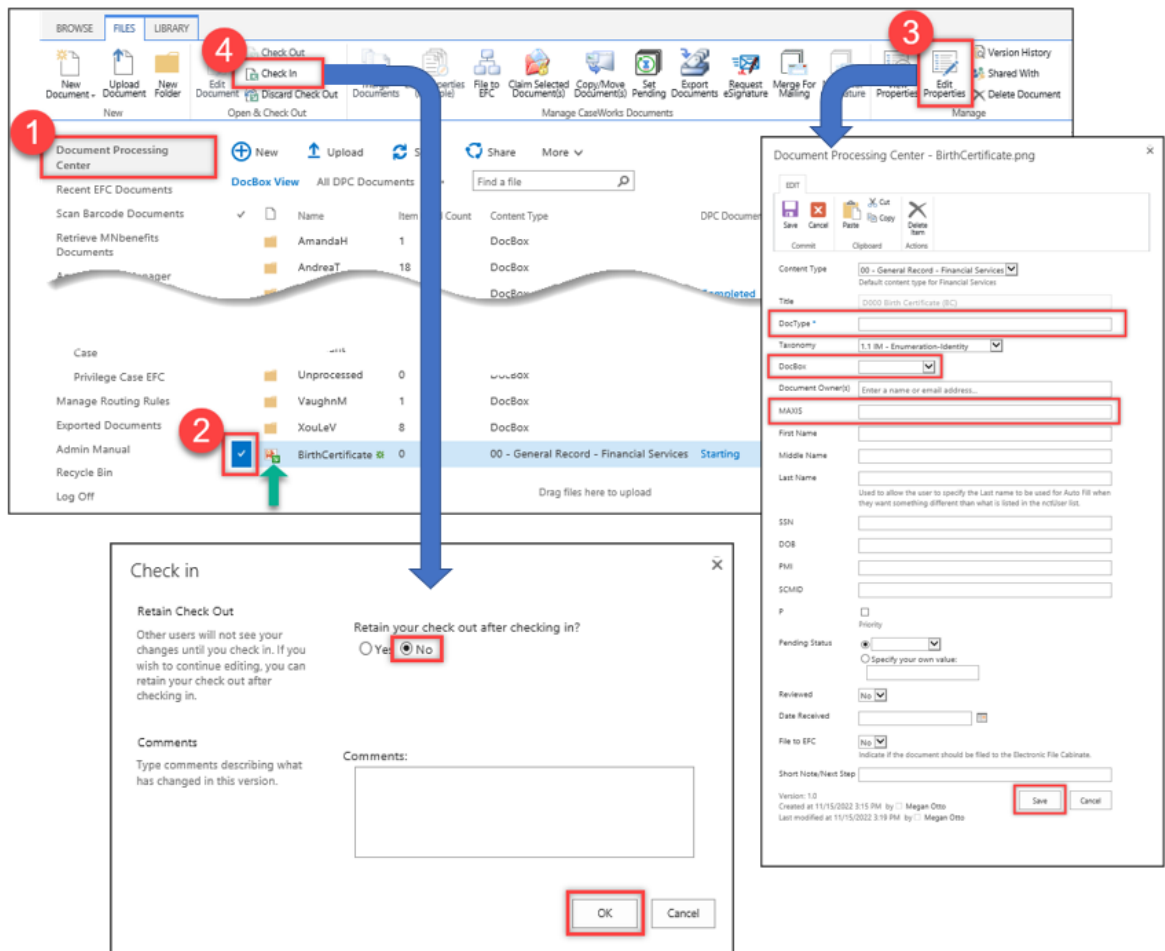 BROWSE FILES LIBRARY
4
3
New Document
Upload Document
New Folder
New
Edit Document
Check Out
Check In
Discard Check Out
Open & Check Out
Documents
File to EFC
Claim Selected Document(s)
Copy/Move Document(s)
Set Pending
Export Documents
Request eSignature
Merge For Mailing
Manage CaseWorks Documents
Properties
Edit Properties
Version History
Shared With
Delete Document
Manage
1
Document Processing Center
Recent EFC Documents
Scan Barcode Documents
Retrieve MNbenefits Documents
Case
Privilege Case EFC
Manage Routing Rules
Exported Documents
Admin Manual
Recycle Bin
Log Off
New Upload Share More
DocBox View All DPC Documents Find a file
Name Item Count Content Type DPC Documen
AmandaH 1 DocBox
AndreaT 18 DocBox
DocBox Completed
Unprocessed 0 DocBox
VaughnM 1 DocBox
XouLeV 8 DocBox
2
BirthCertificate 0 00 - General Record - Financial Services Starting
Drag files here to upload
Document Processing Center - BirthCertificate.png
EDIT
Save Cancel Paste Cut Copy Delete Item
Commit Clipboard Actions
Content Type 00 - General Record - Financial Services
Default content type for Financial Services
Title D000 Birth Certificate (BC)
DocType *
Taxonomy 1.1 IM - Enumeration-Identity
DocBox
Document Owner(s) Enter a name or email address...
MAXIS
First Name
Middle Name
Last Name
Used to allow the user to specify the Last name to be used for Auto Fill when
they want something different than what is listed in the nctUser list.
SSN
DOB
PMI
SCMID
P
Priority
Pending Status
Specify your own value:
Reviewed No
Date Received
File to EFC No
Indicate if the document should be filed to the Electronic File Cabinate.
Short Note/Next Step
Version: 1.0
Created at 11/15/2022 3:15 PM by Megan Otto
Last modified at 11/15/2022 3:19 PM by Megan Otto
Save Cancel
Check in
Retain Check Out
Other users will not see your
changes until you check in. If you
wish to continue editing, you can
retain your check out after
checking in.
Retain your check out after checking in?
Yes No
Comments
Type comments describing what
has changed in this version.
Comments:
OK Cancel